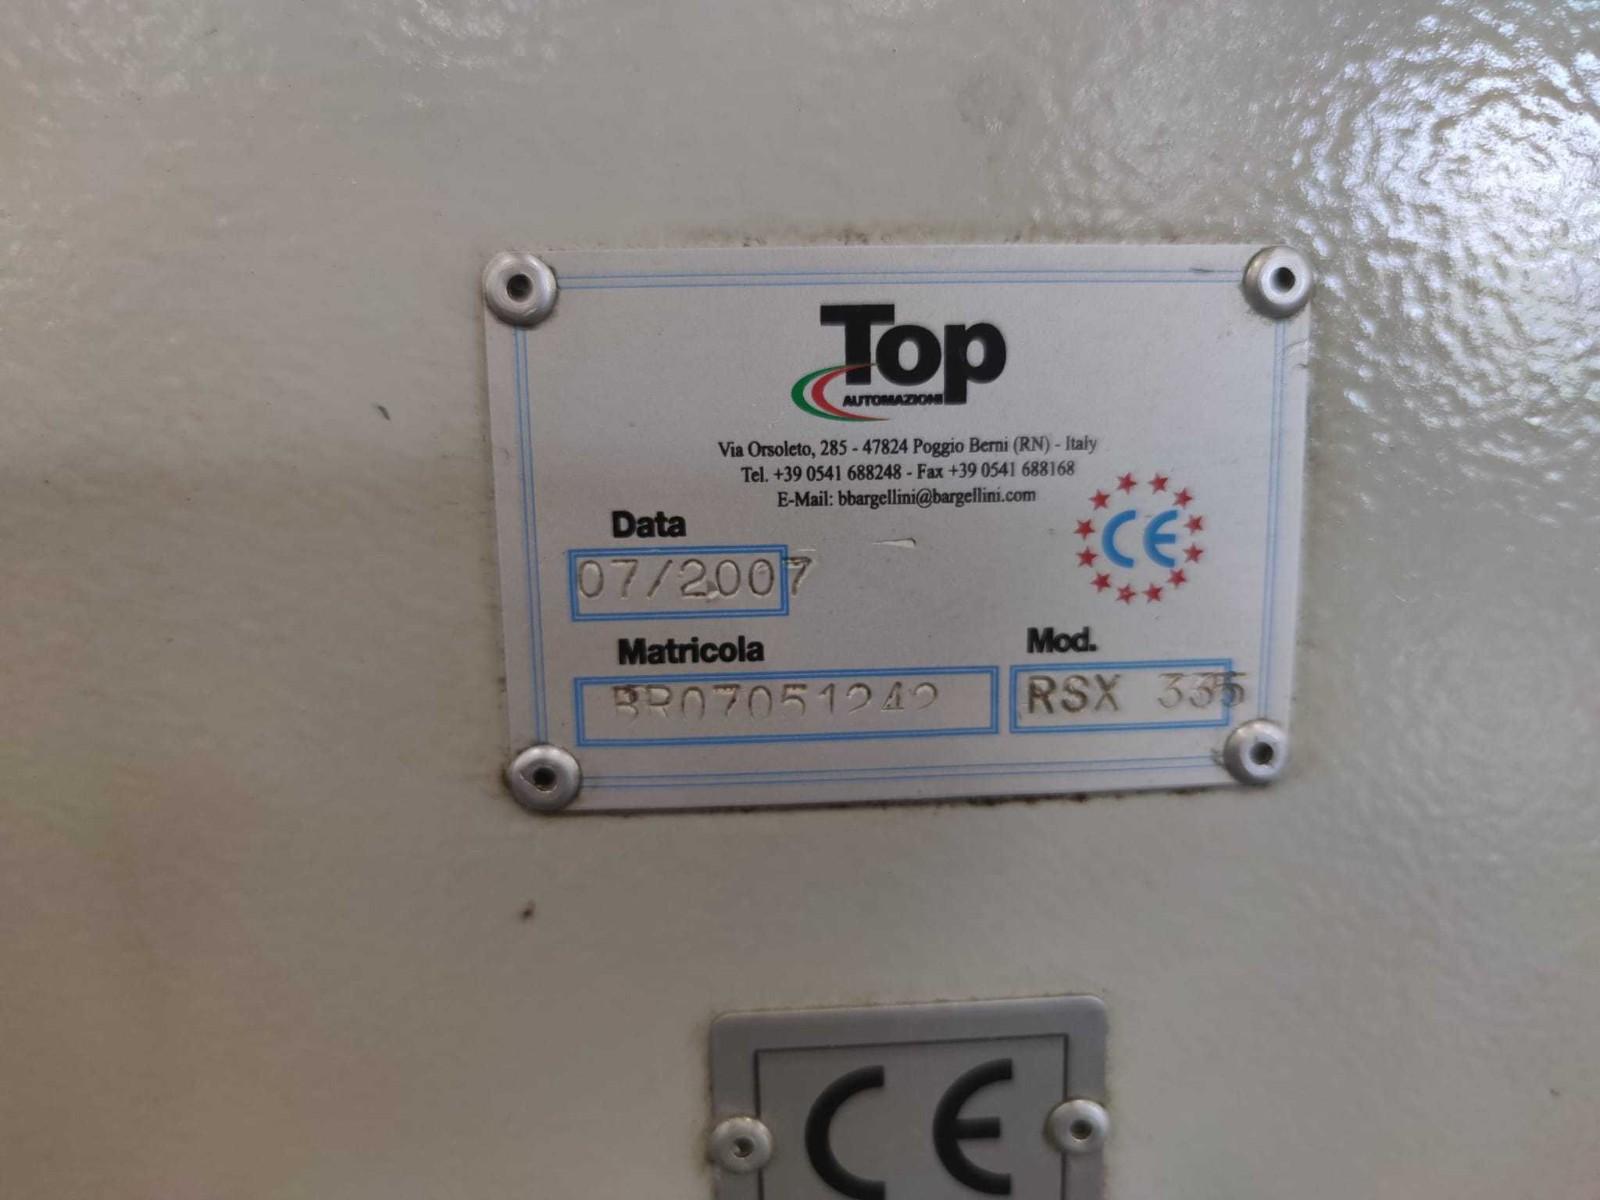 Top
AUTOMAZIONI
Via Orsoleto, 285 - 47824 Poggio Berni (RN) - Italy
Tel. +39 0541 688248 - Fax +39 0541 688168
E-Mail: bbargellini@bargellini.com
Data
07/2007
CE
Matricola
BR07051242
Mod.
RSX 335
CE